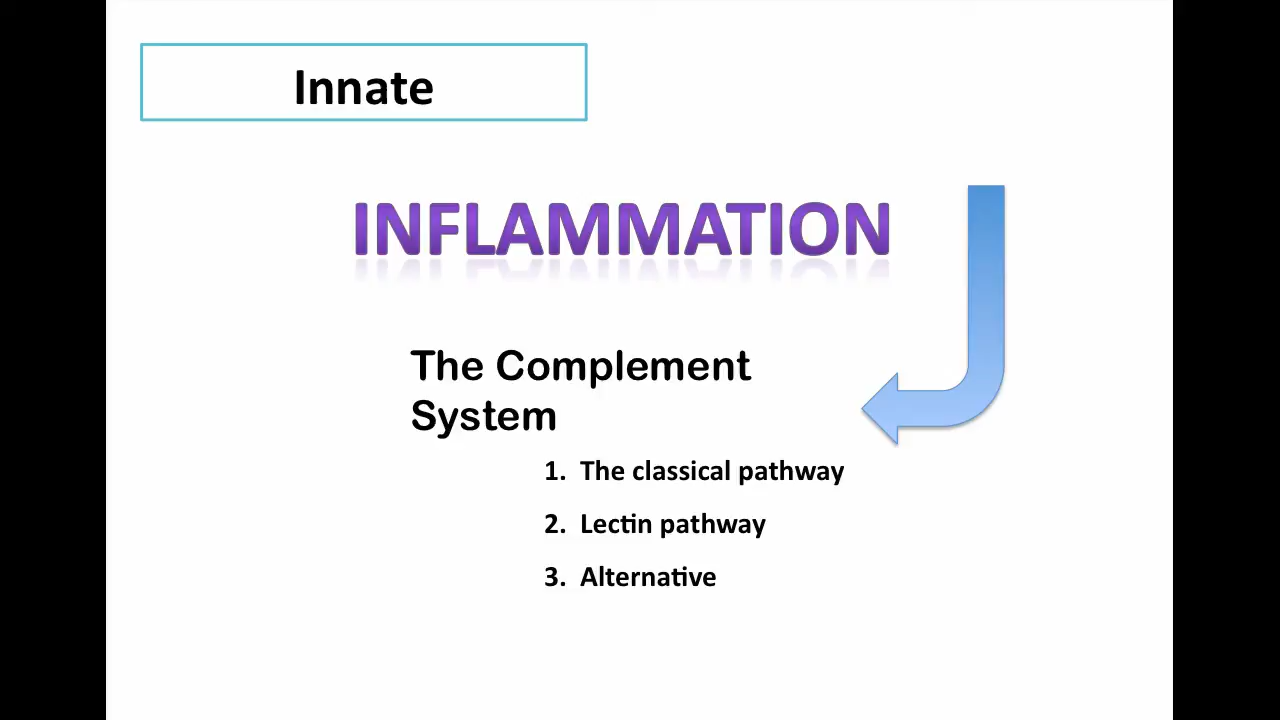 Innate
INFLAMMATION
The Complement
System
1. The classical pathway
2. Lectin pathway
3. Alternative